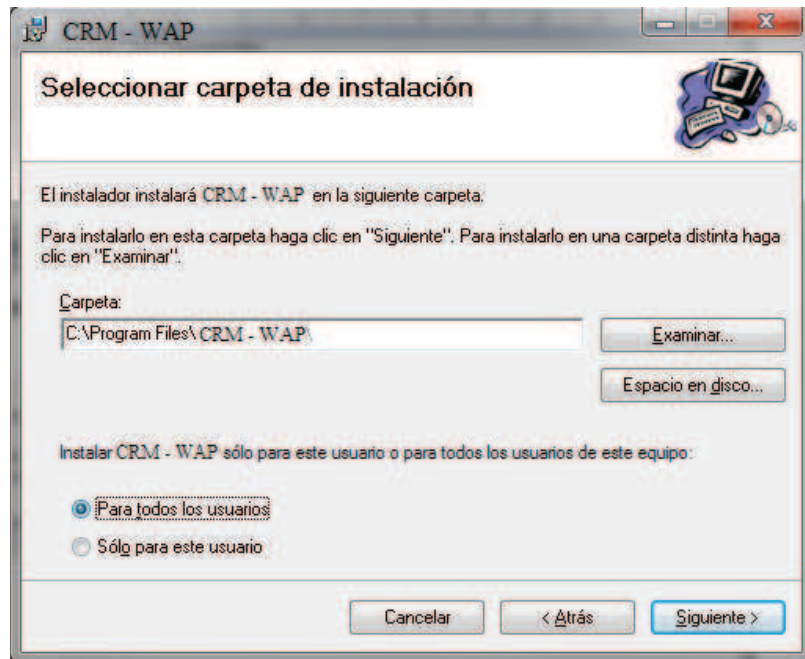 CRM - WAP
Seleccionar carpeta de instalación
El instalador instalará CRM - WAP en la siguiente carpeta.
Para instalarlo en esta carpeta haga clic en "Siguiente". Para instalarlo en una carpeta distinta haga
clic en "Examinar".
Carpeta:
C:\Program Files\ CRM - WAP\
Examinar...
Espacio en disco...
Instalar CRM - WAP sólo para este usuario o para todos los usuarios de este equipo:
Para todos los usuarios
Sólo para este usuario
Cancelar
< Atrás
Siguiente >